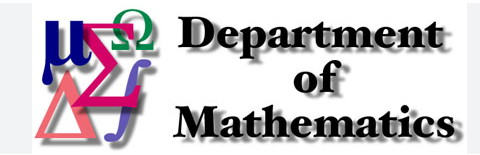 μ Σ Ω
Δ ∫
Department
of
Mathematics